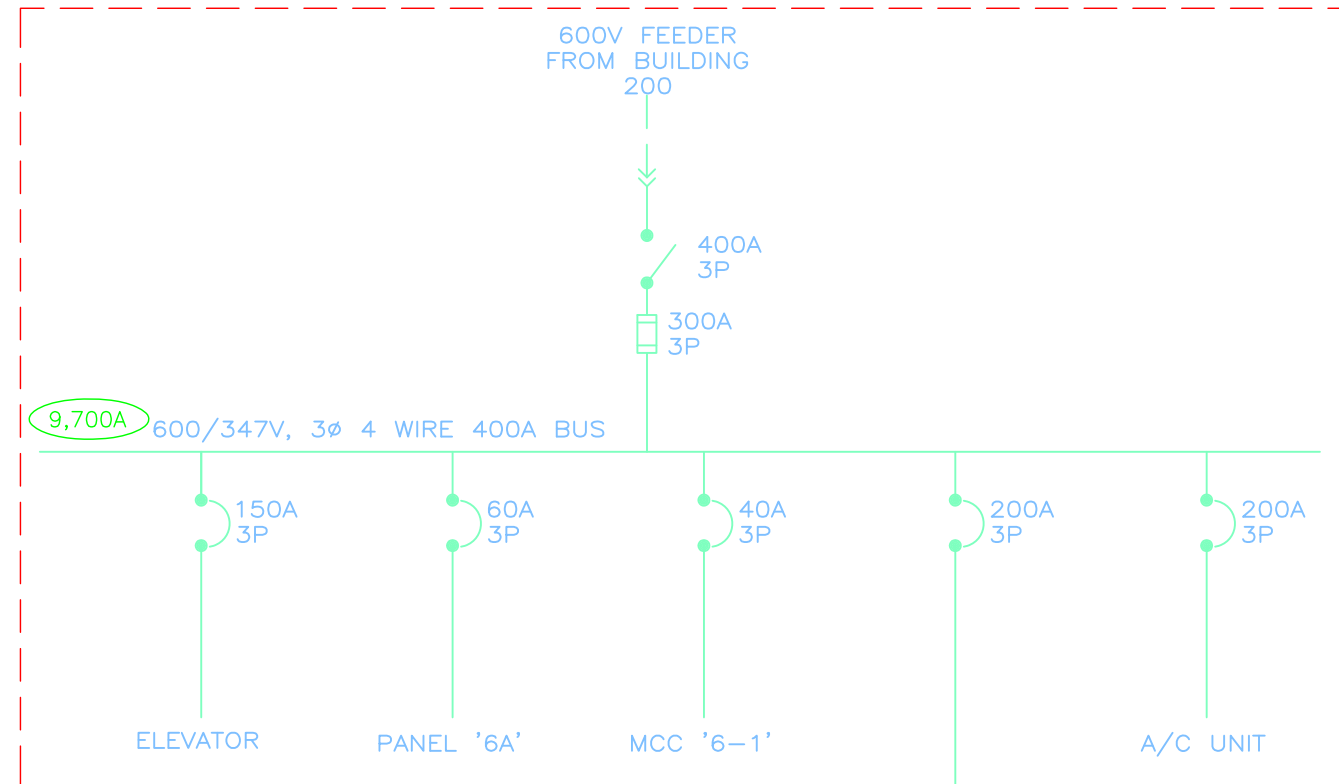 600V FEEDER
FROM BUILDING
200
400A
3P
300A
3P
9,700A
600/347V, 3ø 4 WIRE 400A BUS
150A
3P
60A
3P
40A
3P
200A
3P
200A
3P
ELEVATOR
PANEL '6A'
MCC '6-1'
A/C UNIT